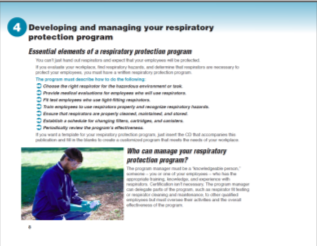 4 Developing and managing your respiratory
protection program
Essential elements of a respiratory protection program
You can't just hand out respirators and expect that your employees will be protected.
If you evaluate your workplace, find respiratory hazards, and determine that respirators are necessary to
protect your employees, you must have a written respiratory protection program.
The program must describe how to do the following:
Choose the right respirator for the hazardous environment or task.
Provide medical evaluations for employees who will use respirators.
Fit test employees who use tight-fitting respirators.
Train employees to use respirators properly and recognize respiratory hazards.
Ensure that respirators are properly cleaned, maintained, and stored.
Establish a schedule for changing filters, cartridges, and canisters.
Periodically review the program's effectiveness.
If you want a template for your respiratory protection program, just insert the CD that accompanies this
publication and fill in the blanks to create a customized program that meets the needs of your workplace.
Who can manage your respiratory
protection program?
The program manager must be a "knowledgeable person,"
someone – you or one of your employees – who has the
appropriate training, knowledge, and experience with
respirators. Certification isn't necessary. The program manager
can delegate parts of the program, such as respirator fit testing
or respirator cleaning and maintenance, to other qualified
employees but must oversee their activities and the overall
effectiveness of the program.